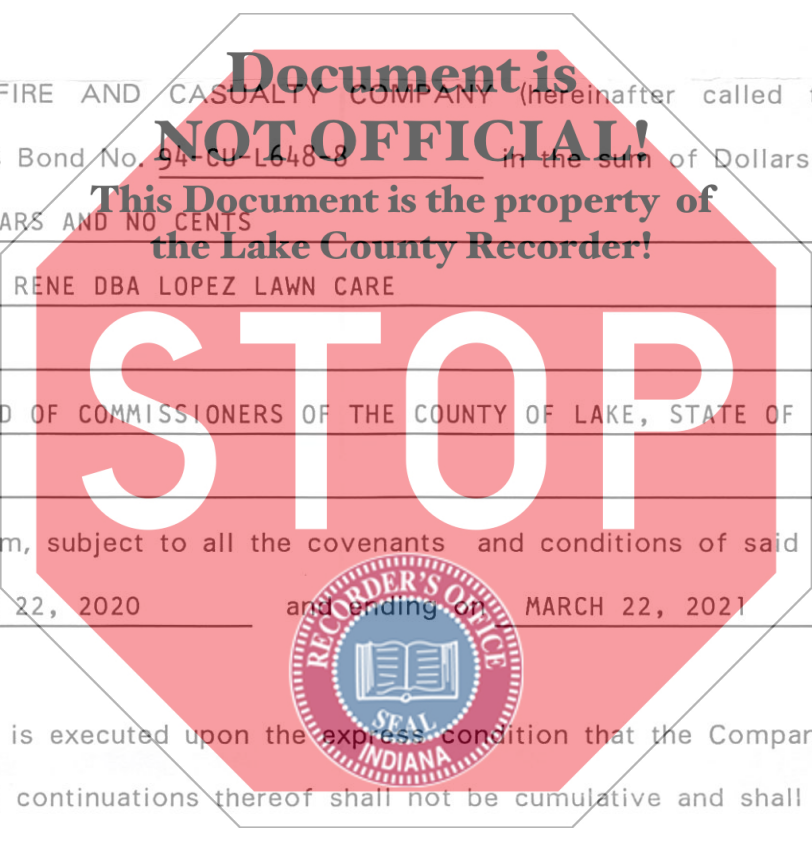 Document is
FIRE AND CASUALTY COMPANY (hereinafter called
NOT OFFICIAL!
Bond No. 94-CU-L648-8 in the sum of Dollars
This Document is the property of
ARS AND NO CENTS
the Lake County Recorder!
RENE DBA LOPEZ LAWN CARE
STOP
D OF COMMISSIONERS OF THE COUNTY OF LAKE, STATE OF
m, subject to all the covenants and conditions of said
22, 2020 and ending on MARCH 22, 2021
RECORDER'S OFFICE
SEAL
INDIANA
is executed upon the express condition that the Compan
continuations thereof shall not be cumulative and shall